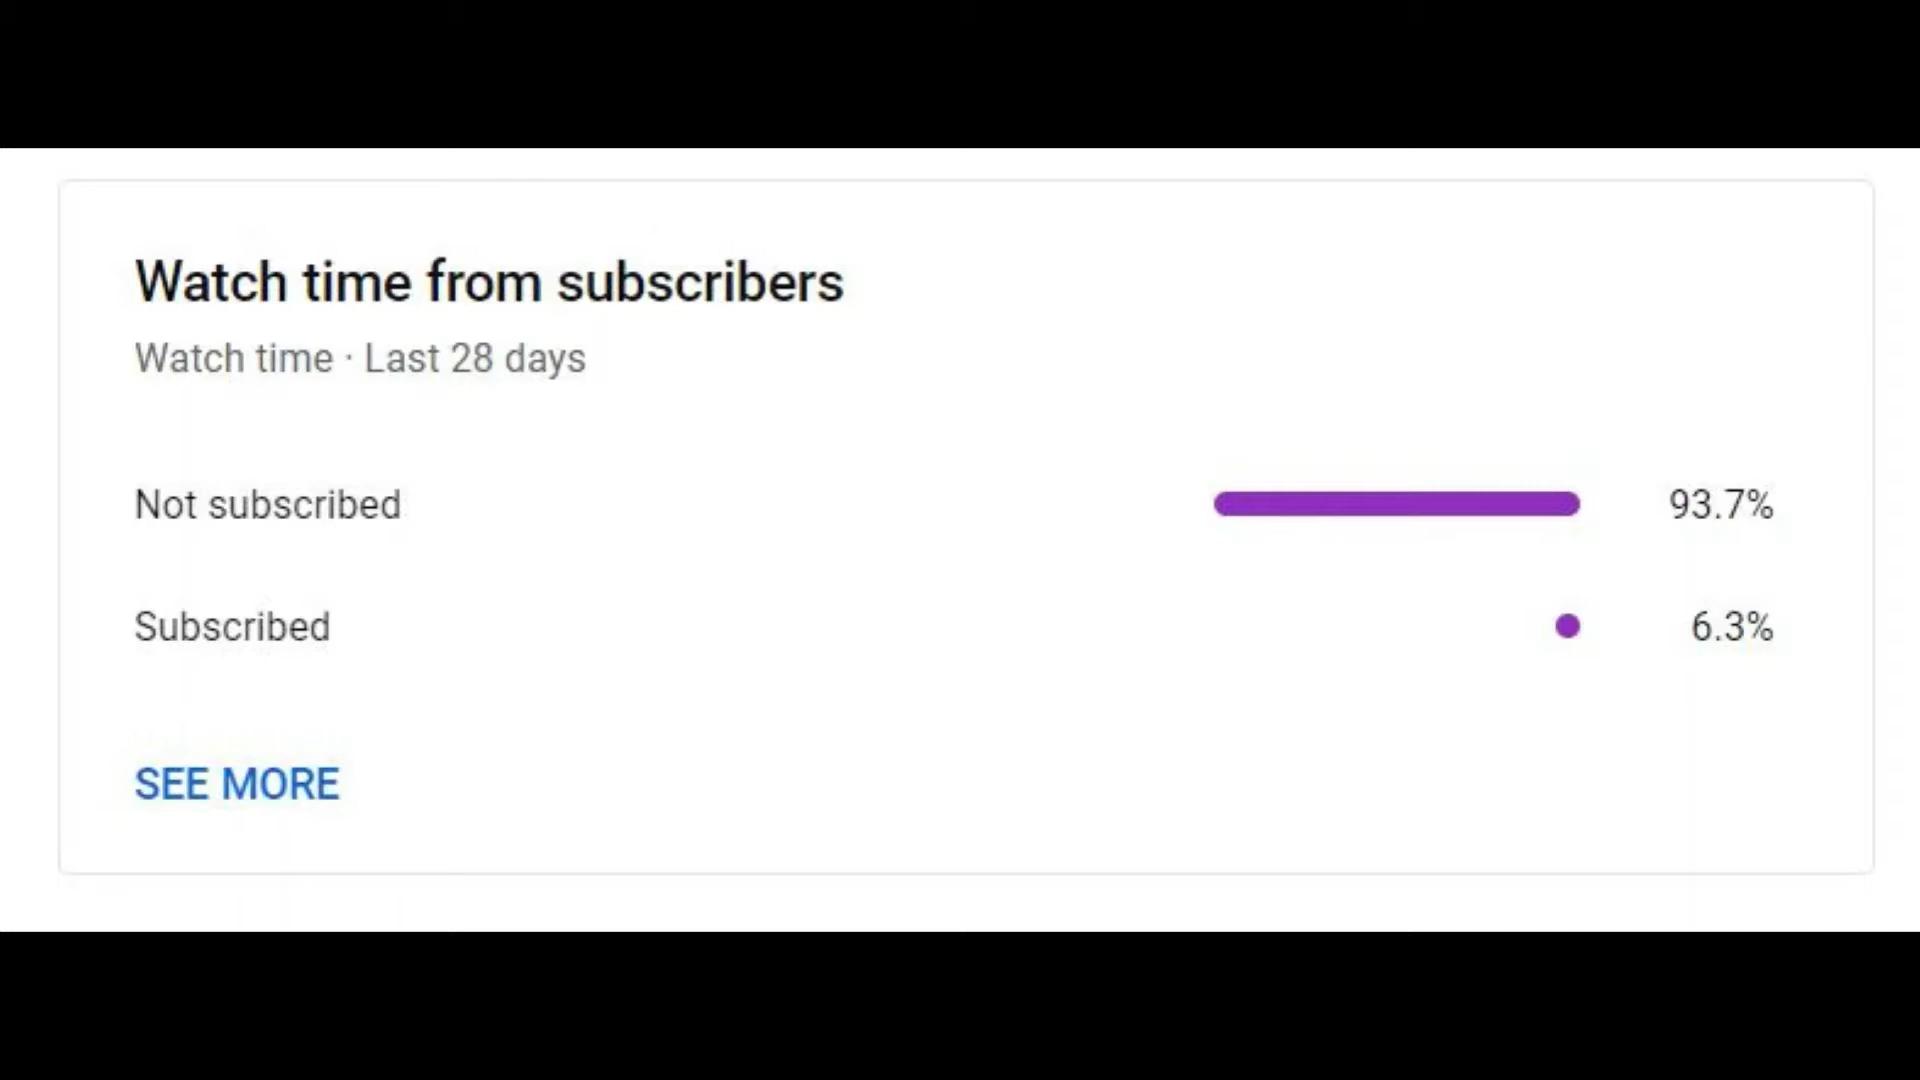 Watch time from subscribers
Watch time · Last 28 days
Not subscribed 93.7%
Subscribed 6.3%
SEE MORE